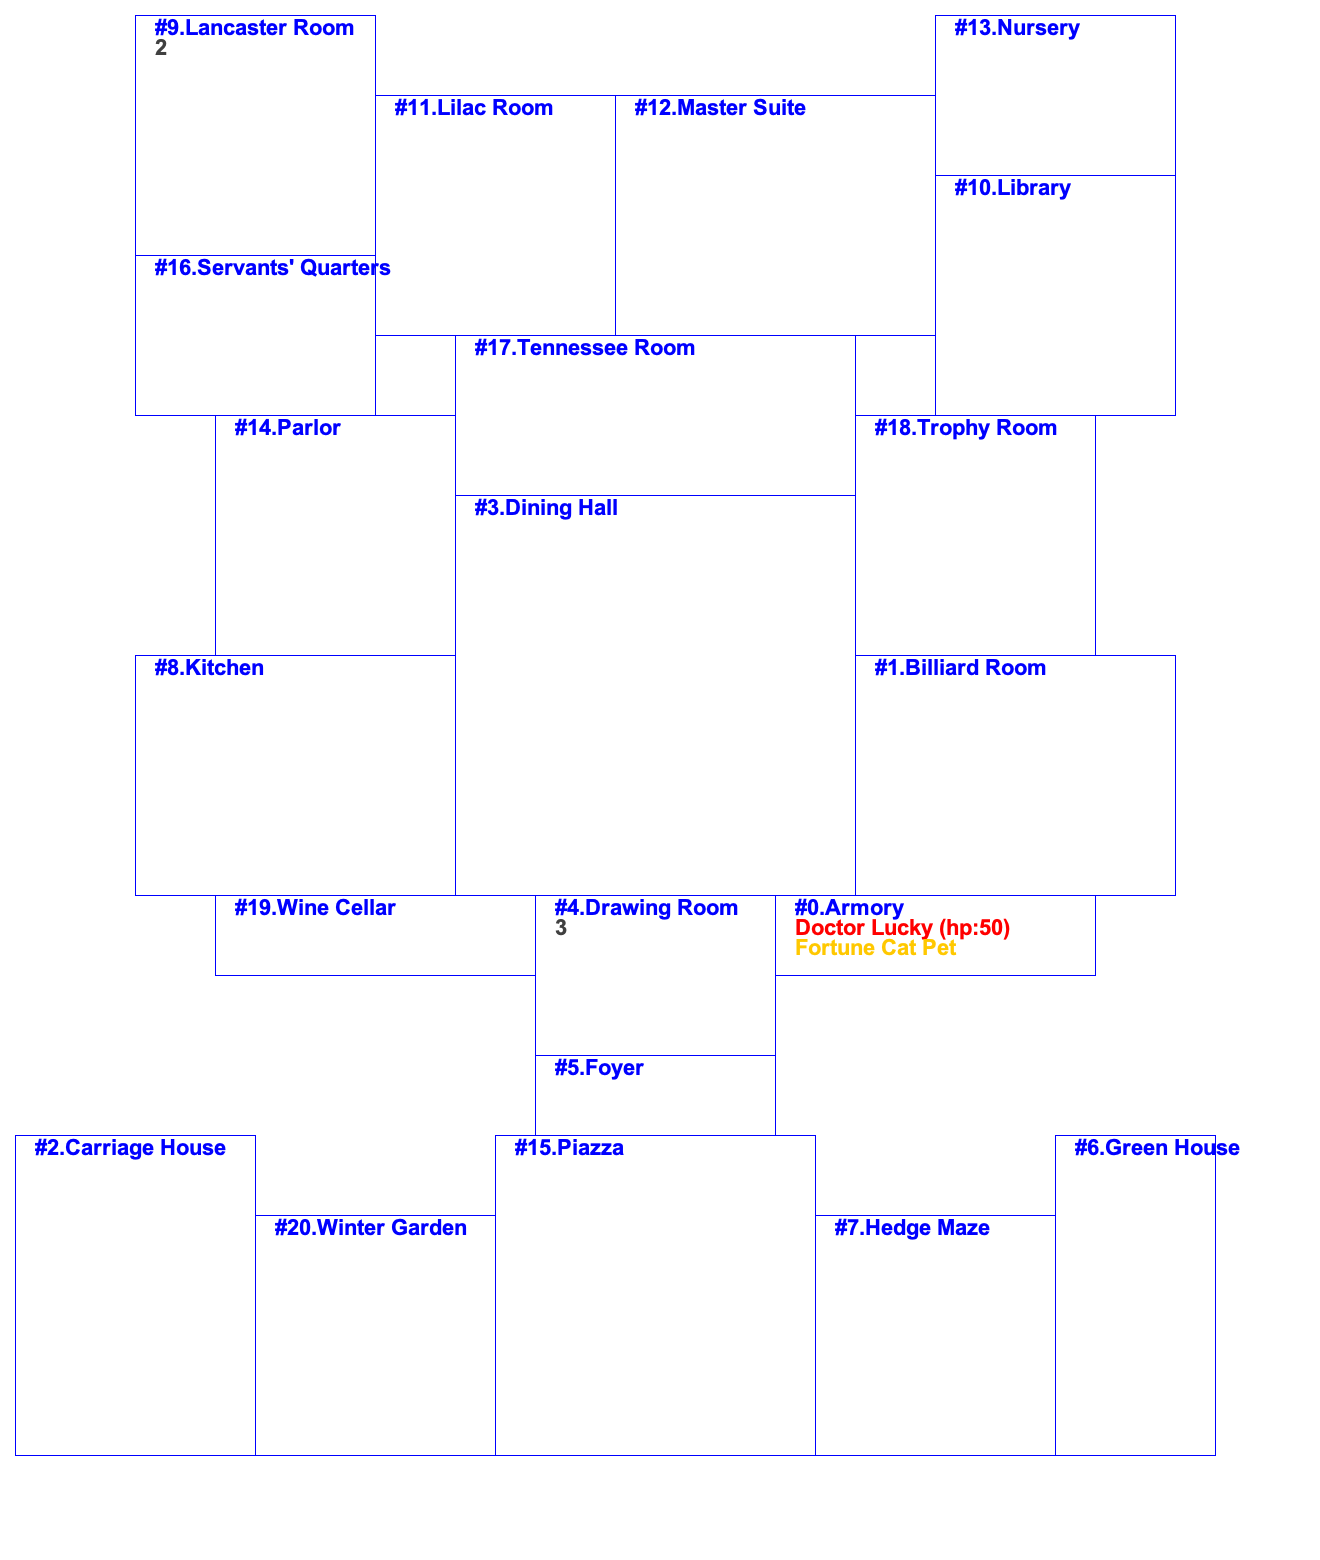 #9.Lancaster Room
2
#13.Nursery
#11.Lilac Room
#12.Master Suite
#10.Library
#16.Servants' Quarters
#17.Tennessee Room
#14.Parlor
#18.Trophy Room
#3.Dining Hall
#8.Kitchen
#1.Billiard Room
#19.Wine Cellar
#4.Drawing Room
3
#0.Armory
Doctor Lucky (hp:50)
Fortune Cat Pet
#5.Foyer
#2.Carriage House
#15.Piazza
#6.Green House
#20.Winter Garden
#7.Hedge Maze